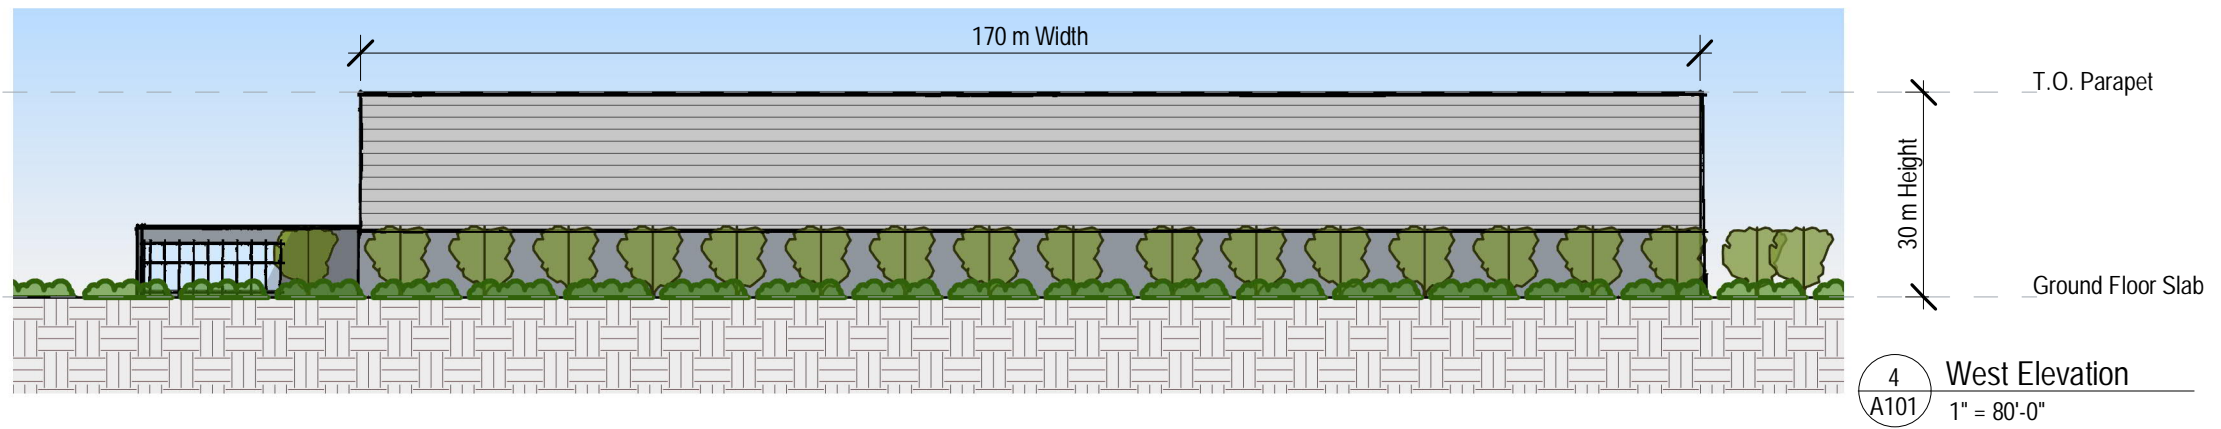 170 m Width
T.O. Parapet
30 m Height
Ground Floor Slab
4
A101
West Elevation
1" = 80'-0"